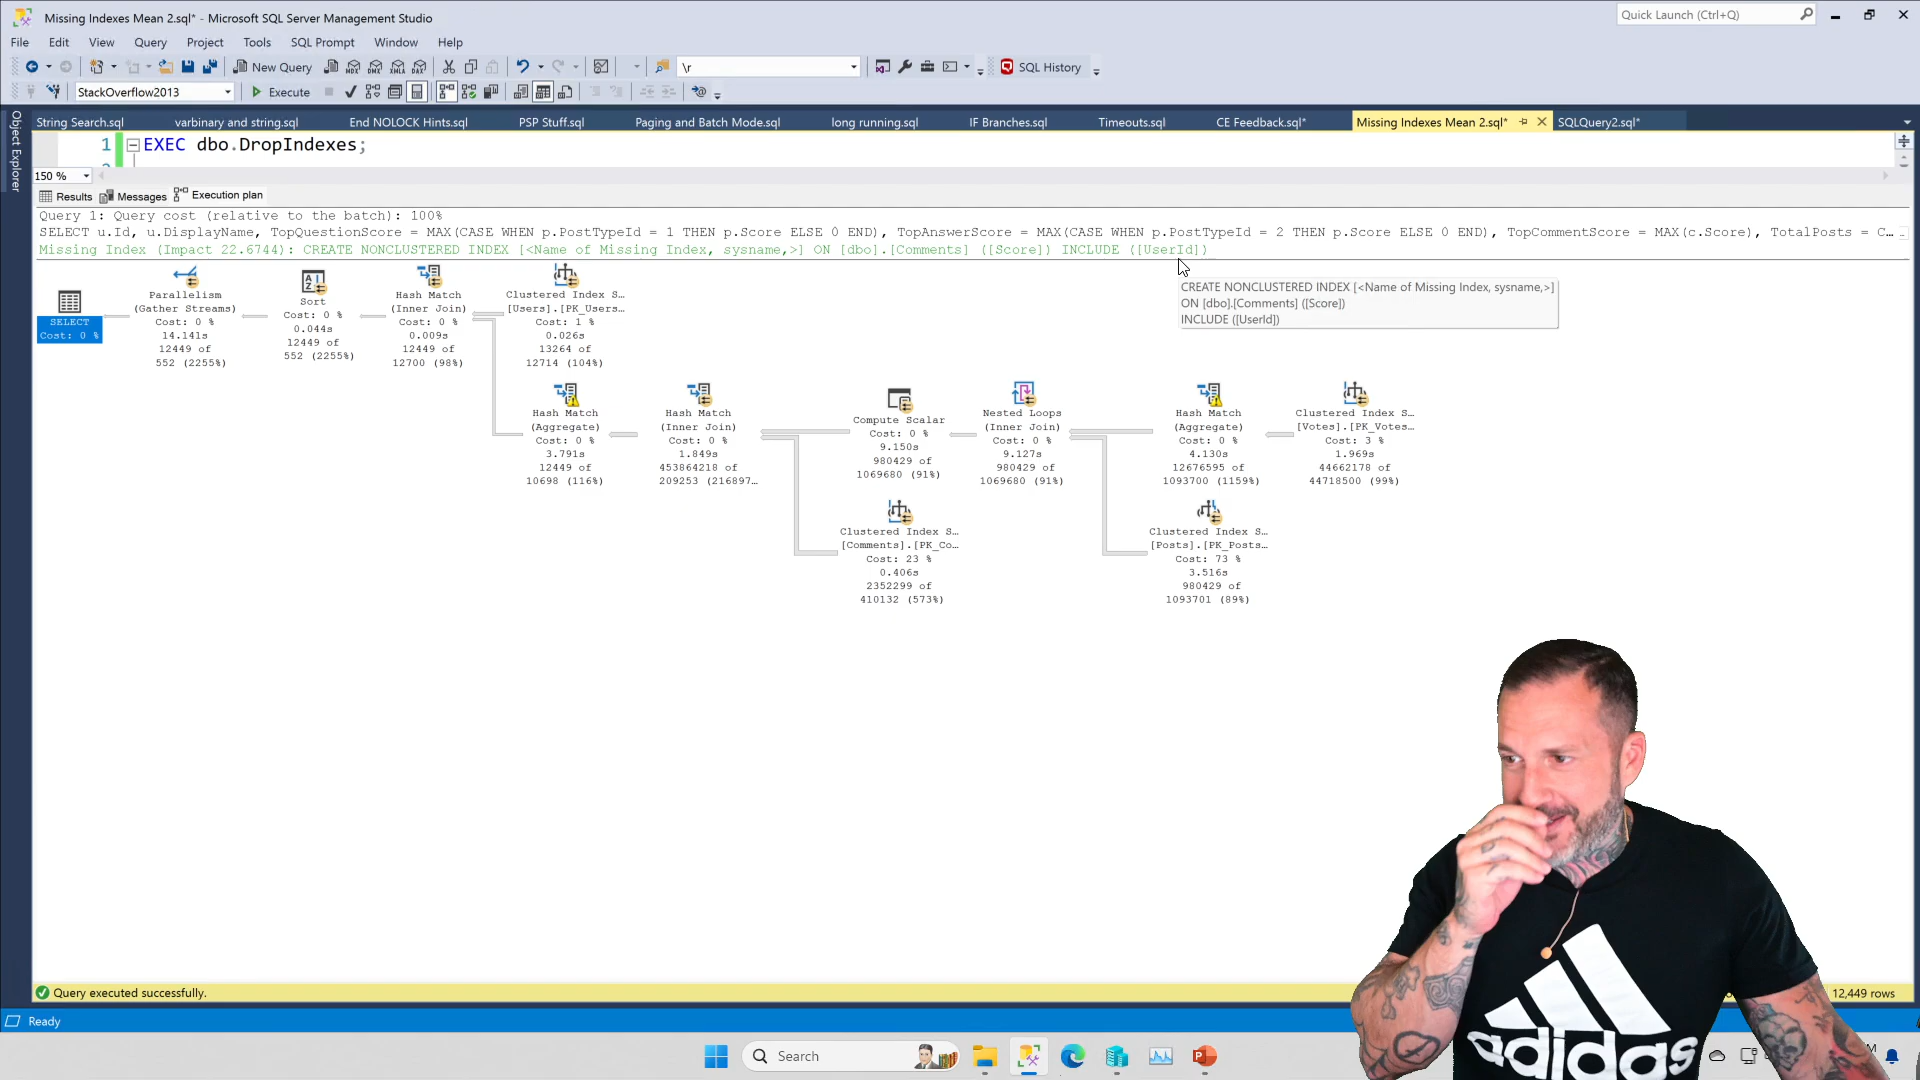 Missing Indexes Mean 2.sql* - Microsoft SQL Server Management Studio
Quick Launch (Ctrl+Q)
File Edit View Query Project Tools SQL Prompt Window Help
New Query
MDX DMX XMLA DAX
\r
SQL History
StackOverflow2013
Execute
Object Explorer
String Search.sql varbinary and string.sql End NOLOCK Hints.sql PSP Stuff.sql Paging and Batch Mode.sql long running.sql IF Branches.sql Timeouts.sql CE Feedback.sql* Missing Indexes Mean 2.sql* SQLQuery2.sql*
1 EXEC dbo.DropIndexes;
150 %
Results Messages Execution plan
Query 1: Query cost (relative to the batch): 100%
SELECT u.Id, u.DisplayName, TopQuestionScore = MAX(CASE WHEN p.PostTypeId = 1 THEN p.Score ELSE 0 END), TopAnswerScore = MAX(CASE WHEN p.PostTypeId = 2 THEN p.Score ELSE 0 END), TopCommentScore = MAX(c.Score), TotalPosts = C…
Missing Index (Impact 22.6744): CREATE NONCLUSTERED INDEX [<Name of Missing Index, sysname,>] ON [dbo].[Comments] ([Score]) INCLUDE ([UserId])
CREATE NONCLUSTERED INDEX [<Name of Missing Index, sysname,>]
ON [dbo].[Comments] ([Score])
INCLUDE ([UserId])
SELECT
Cost: 0 %
Parallelism
(Gather Streams)
Cost: 0 %
14.141s
12449 of
552 (2255%)
Sort
Cost: 0 %
0.044s
12449 of
552 (2255%)
Hash Match
(Inner Join)
Cost: 0 %
0.009s
12449 of
12700 (98%)
Clustered Index S…
[Users].[PK_Users…
Cost: 1 %
0.026s
13264 of
12714 (104%)
Hash Match
(Aggregate)
Cost: 0 %
3.791s
12449 of
10698 (116%)
Hash Match
(Inner Join)
Cost: 0 %
1.849s
453864218 of
209253 (216897…
Compute Scalar
Cost: 0 %
9.150s
980429 of
1069680 (91%)
Nested Loops
(Inner Join)
Cost: 0 %
9.127s
980429 of
1069680 (91%)
Hash Match
(Aggregate)
Cost: 0 %
4.130s
12676595 of
1093700 (1159%)
Clustered Index S…
[Votes].[PK_Votes…
Cost: 3 %
1.969s
44662178 of
44718500 (99%)
Clustered Index S…
[Comments].[PK_Co…
Cost: 23 %
0.406s
2352299 of
410132 (573%)
Clustered Index S…
[Posts].[PK_Posts…
Cost: 73 %
3.516s
980429 of
1093701 (89%)
adidas
Query executed successfully.
12,449 rows
Ready
Search